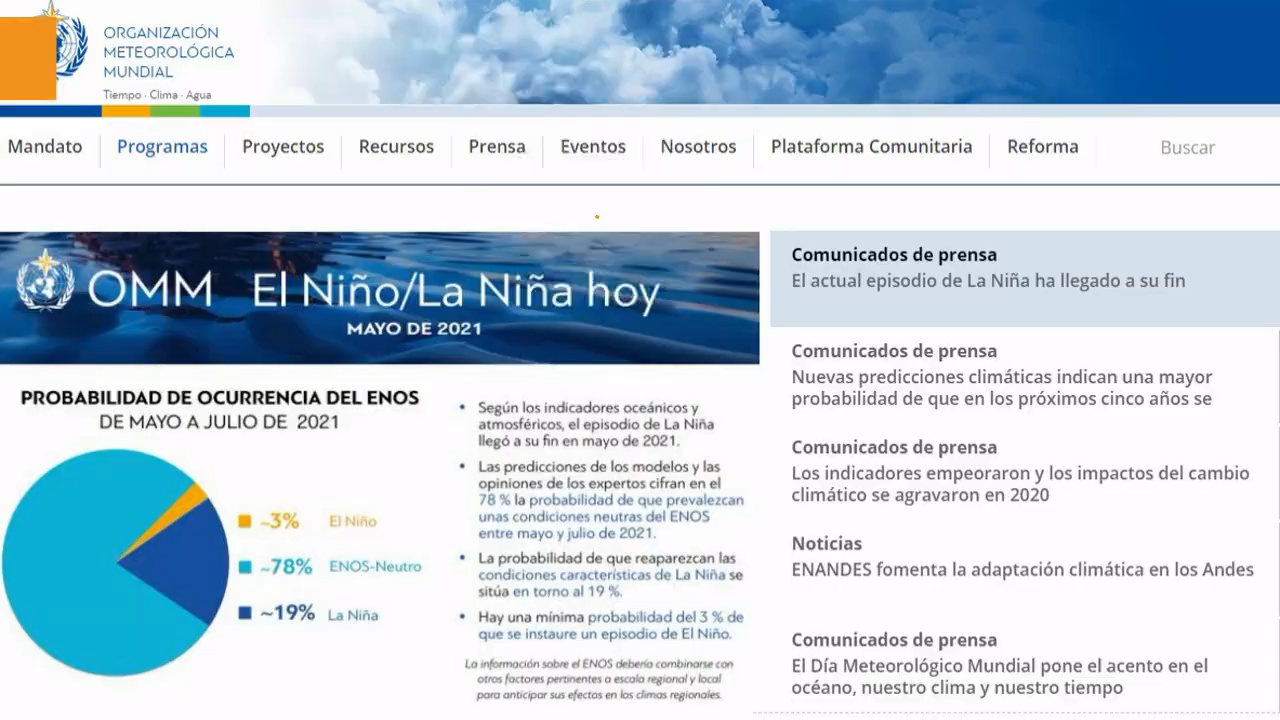 ORGANIZACIÓN
METEOROLÓGICA
MUNDIAL
Tiempo · Clima · Agua
Mandato
Programas
Proyectos
Recursos
Prensa
Eventos
Nosotros
Plataforma Comunitaria
Reforma
Buscar
OMM El Niño/La Niña hoy
MAYO DE 2021
PROBABILIDAD DE OCURRENCIA DEL ENOS
DE MAYO A JULIO DE 2021
~3% El Niño
~78% ENOS-Neutro
~19% La Niña
• Según los indicadores oceánicos y
atmosféricos, el episodio de La Niña
llegó a su fin en mayo de 2021.
• Las predicciones de los modelos y las
opiniones de los expertos cifran en el
78 % la probabilidad de que prevalezcan
unas condiciones neutras del ENOS
entre mayo y julio de 2021.
• La probabilidad de que reaparezcan las
condiciones características de La Niña se
sitúa en torno al 19 %.
• Hay una mínima probabilidad del 3 % de
que se instaure un episodio de El Niño.
La información sobre el ENOS debería combinarse con
otros factores pertinentes a escala regional y local
para anticipar sus efectos en los climas regionales.
Comunicados de prensa
El actual episodio de La Niña ha llegado a su fin
Comunicados de prensa
Nuevas predicciones climáticas indican una mayor
probabilidad de que en los próximos cinco años se
Comunicados de prensa
Los indicadores empeoraron y los impactos del cambio
climático se agravaron en 2020
Noticias
ENANDES fomenta la adaptación climática en los Andes
Comunicados de prensa
El Día Meteorológico Mundial pone el acento en el
océano, nuestro clima y nuestro tiempo